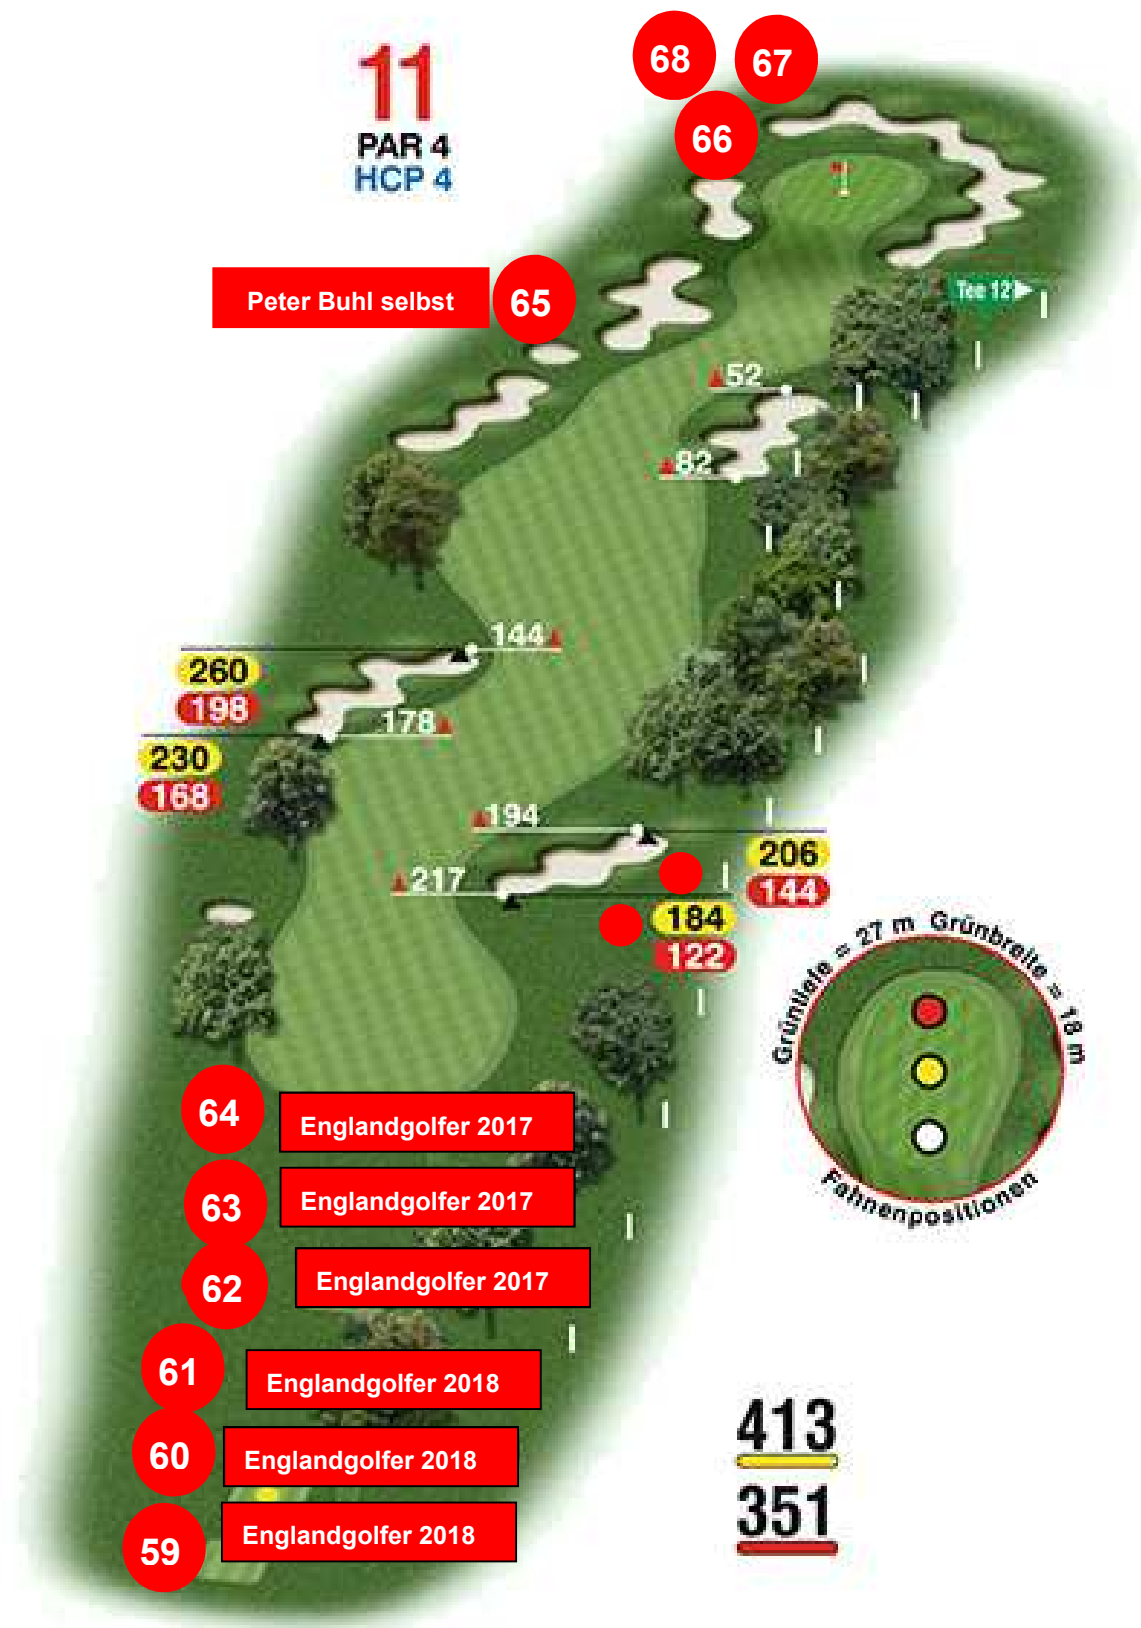 11
PAR 4
HCP 4
68
67
66
Peter Buhl selbst
65
Tee 12
52
82
144
260
198
178
230
168
194
206
144
217
184
122
Grüntiefe = 27 m Grünbreite = 18 m
Fahnenpositionen
64
Englandgolfer 2017
63
Englandgolfer 2017
62
Englandgolfer 2017
61
Englandgolfer 2018
60
Englandgolfer 2018
59
Englandgolfer 2018
413
351